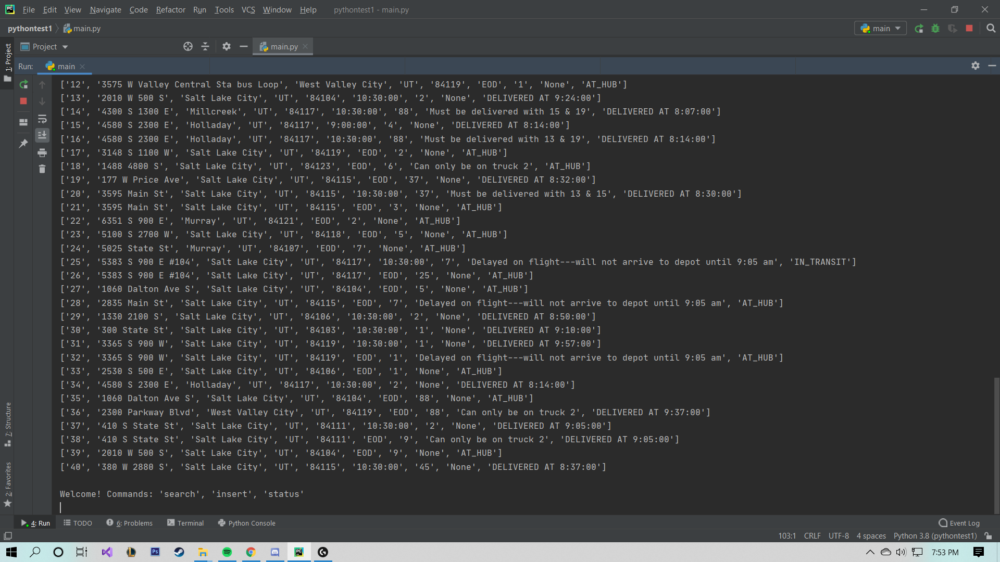 PC File Edit View Navigate Code Refactor Run Tools VCS Window Help pythontest1 - main.py
pythontest1 main.py main
1: Project Project main.py
Run: main
['12', '3575 W Valley Central Sta bus Loop', 'West Valley City', 'UT', '84119', 'EOD', '1', 'None', 'AT_HUB']
['13', '2010 W 500 S', 'Salt Lake City', 'UT', '84104', '10:30:00', '2', 'None', 'DELIVERED AT 9:24:00']
['14', '4300 S 1300 E', 'Millcreek', 'UT', '84117', '10:30:00', '88', 'Must be delivered with 15 & 19', 'DELIVERED AT 8:07:00']
['15', '4580 S 2300 E', 'Holladay', 'UT', '84117', '9:00:00', '4', 'None', 'DELIVERED AT 8:14:00']
['16', '4580 S 2300 E', 'Holladay', 'UT', '84117', '10:30:00', '88', 'Must be delivered with 13 & 19', 'DELIVERED AT 8:14:00']
['17', '3148 S 1100 W', 'Salt Lake City', 'UT', '84119', 'EOD', '2', 'None', 'AT_HUB']
['18', '1488 4800 S', 'Salt Lake City', 'UT', '84123', 'EOD', '6', 'Can only be on truck 2', 'AT_HUB']
['19', '177 W Price Ave', 'Salt Lake City', 'UT', '84115', 'EOD', '37', 'None', 'DELIVERED AT 8:32:00']
['20', '3595 Main St', 'Salt Lake City', 'UT', '84115', '10:30:00', '37', 'Must be delivered with 13 & 15', 'DELIVERED AT 8:30:00']
['21', '3595 Main St', 'Salt Lake City', 'UT', '84115', 'EOD', '3', 'None', 'AT_HUB']
['22', '6351 S 900 E', 'Murray', 'UT', '84121', 'EOD', '2', 'None', 'AT_HUB']
['23', '5100 S 2700 W', 'Salt Lake City', 'UT', '84118', 'EOD', '5', 'None', 'AT_HUB']
['24', '5025 State St', 'Murray', 'UT', '84107', 'EOD', '7', 'None', 'AT_HUB']
['25', '5383 S 900 E #104', 'Salt Lake City', 'UT', '84117', '10:30:00', '7', 'Delayed on flight---will not arrive to depot until 9:05 am', 'IN_TRANSIT']
['26', '5383 S 900 E #104', 'Salt Lake City', 'UT', '84117', 'EOD', '25', 'None', 'AT_HUB']
['27', '1060 Dalton Ave S', 'Salt Lake City', 'UT', '84104', 'EOD', '5', 'None', 'AT_HUB']
['28', '2835 Main St', 'Salt Lake City', 'UT', '84115', 'EOD', '7', 'Delayed on flight---will not arrive to depot until 9:05 am', 'AT_HUB']
['29', '1330 2100 S', 'Salt Lake City', 'UT', '84106', '10:30:00', '2', 'None', 'DELIVERED AT 8:50:00']
['30', '300 State St', 'Salt Lake City', 'UT', '84103', '10:30:00', '1', 'None', 'DELIVERED AT 9:10:00']
['31', '3365 S 900 W', 'Salt Lake City', 'UT', '84119', '10:30:00', '1', 'None', 'DELIVERED AT 9:57:00']
['32', '3365 S 900 W', 'Salt Lake City', 'UT', '84119', 'EOD', '1', 'Delayed on flight---will not arrive to depot until 9:05 am', 'AT_HUB']
['33', '2530 S 500 E', 'Salt Lake City', 'UT', '84106', 'EOD', '1', 'None', 'AT_HUB']
['34', '4580 S 2300 E', 'Holladay', 'UT', '84117', '10:30:00', '2', 'None', 'DELIVERED AT 8:14:00']
['35', '1060 Dalton Ave S', 'Salt Lake City', 'UT', '84104', 'EOD', '88', 'None', 'AT_HUB']
['36', '2300 Parkway Blvd', 'West Valley City', 'UT', '84119', 'EOD', '88', 'Can only be on truck 2', 'DELIVERED AT 9:37:00']
['37', '410 S State St', 'Salt Lake City', 'UT', '84111', '10:30:00', '2', 'None', 'DELIVERED AT 9:05:00']
['38', '410 S State St', 'Salt Lake City', 'UT', '84111', 'EOD', '9', 'Can only be on truck 2', 'DELIVERED AT 9:05:00']
['39', '2010 W 500 S', 'Salt Lake City', 'UT', '84104', 'EOD', '9', 'None', 'AT_HUB']
['40', '380 W 2880 S', 'Salt Lake City', 'UT', '84115', '10:30:00', '45', 'None', 'DELIVERED AT 8:37:00']
Welcome! Commands: 'search', 'insert', 'status'
7: Structure
2: Favorites
4: Run TODO 6: Problems Terminal Python Console Event Log
103:1 CRLF UTF-8 4 spaces Python 3.8 (pythontest1)
Ps PC 7:53 PM